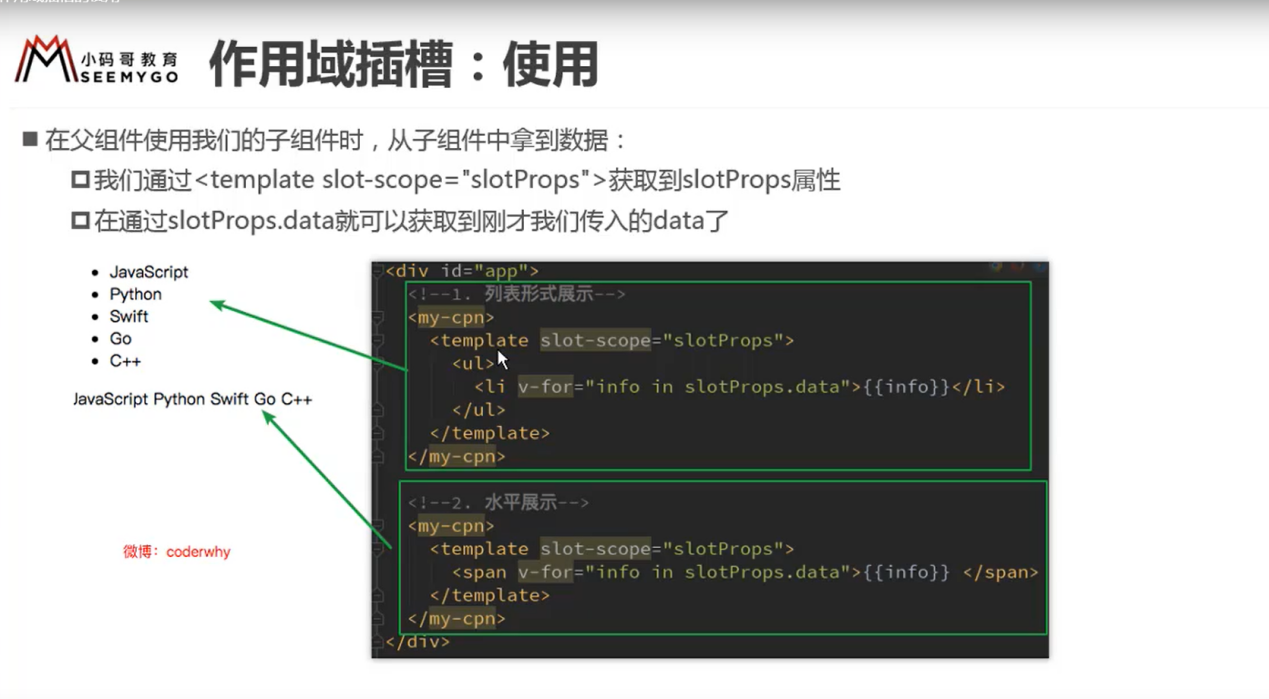 小码哥教育
SEEMYGO
作用域插槽：使用
在父组件使用我们的子组件时，从子组件中拿到数据：
我们通过<template slot-scope="slotProps">获取到slotProps属性
在通过slotProps.data就可以获取到刚才我们传入的data了
JavaScript
Python
Swift
Go
C++
JavaScript Python Swift Go C++
微博：coderwhy
<div id="app">
<!--1. 列表形式展示-->
<my-cpn>
<template slot-scope="slotProps">
<ul>
<li v-for="info in slotProps.data">{{info}}</li>
</ul>
</template>
</my-cpn>
<!--2. 水平展示-->
<my-cpn>
<template slot-scope="slotProps">
<span v-for="info in slotProps.data">{{info}} </span>
</template>
</my-cpn>
</div>